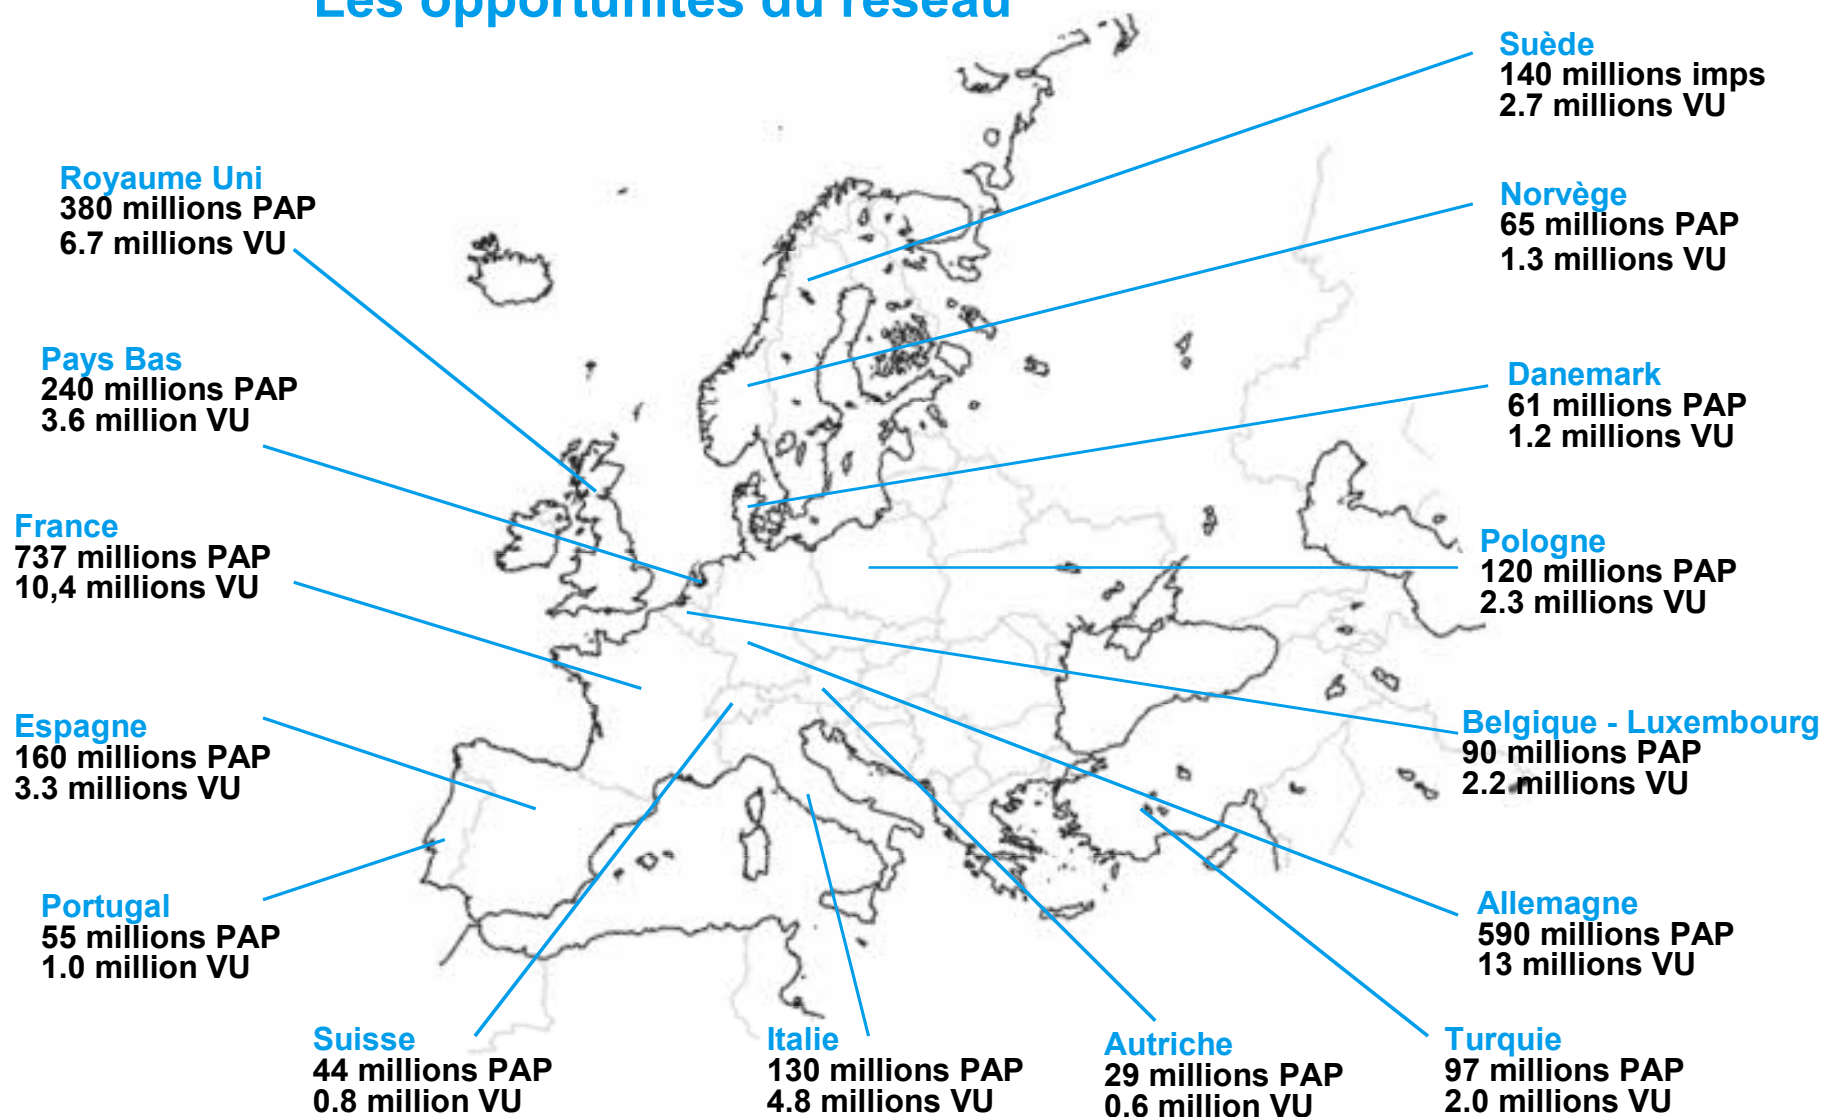 Les opportunités du réseau
Suède
140 millions imps
2.7 millions VU
Royaume Uni
380 millions PAP
6.7 millions VU
Norvège
65 millions PAP
1.3 millions VU
Pays Bas
240 millions PAP
3.6 million VU
Danemark
61 millions PAP
1.2 millions VU
France
737 millions PAP
10,4 millions VU
Pologne
120 millions PAP
2.3 millions VU
Espagne
160 millions PAP
3.3 millions VU
Belgique - Luxembourg
90 millions PAP
2.2 millions VU
Portugal
55 millions PAP
1.0 million VU
Allemagne
590 millions PAP
13 millions VU
Suisse
44 millions PAP
0.8 million VU
Italie
130 millions PAP
4.8 millions VU
Autriche
29 millions PAP
0.6 million VU
Turquie
97 millions PAP
2.0 millions VU